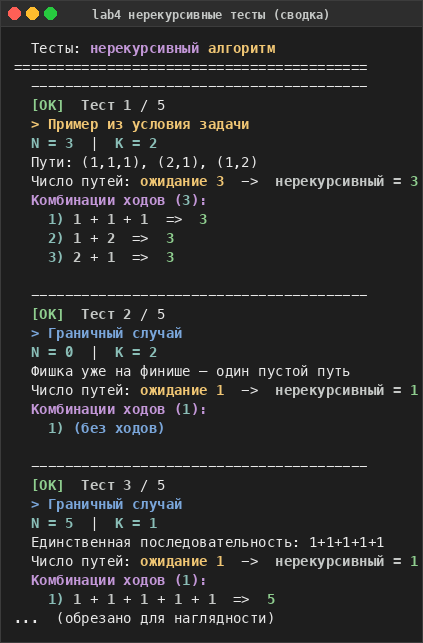 lab4 нерекурсивные тесты (сводка)
Тесты: нерекурсивный алгоритм
==========================================
────────────────────────────────────────
[OK] Тест 1 / 5
> Пример из условия задачи
N = 3 | K = 2
Пути: (1,1,1), (2,1), (1,2)
Число путей: ожидание 3 —> нерекурсивный = 3
Комбинации ходов (3):
1) 1 + 1 + 1 => 3
2) 1 + 2 => 3
3) 2 + 1 => 3
────────────────────────────────────────
[OK] Тест 2 / 5
> Граничный случай
N = 0 | K = 2
Фишка уже на финише — один пустой путь
Число путей: ожидание 1 —> нерекурсивный = 1
Комбинации ходов (1):
1) (без ходов)
────────────────────────────────────────
[OK] Тест 3 / 5
> Граничный случай
N = 5 | K = 1
Единственная последовательность: 1+1+1+1+1
Число путей: ожидание 1 —> нерекурсивный = 1
Комбинации ходов (1):
1) 1 + 1 + 1 + 1 + 1 => 5
... (обрезано для наглядности)